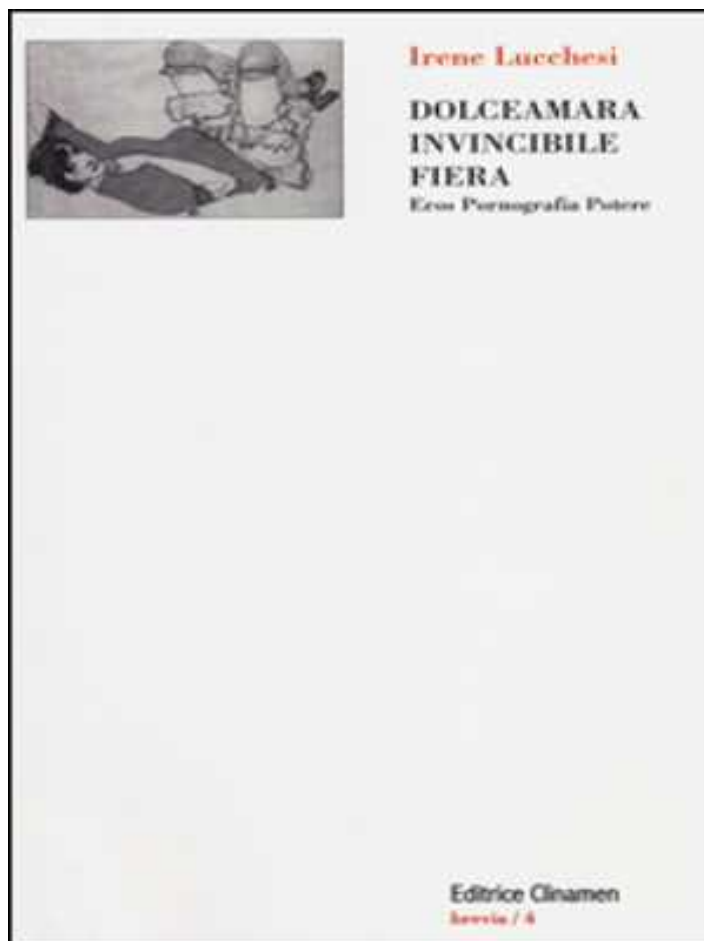 Irene Lucchesi
DOLCEAMARA
INVINCIBILE
FIERA
Eros Pornografia Potere
Editrice Clinamen
brevia / 4